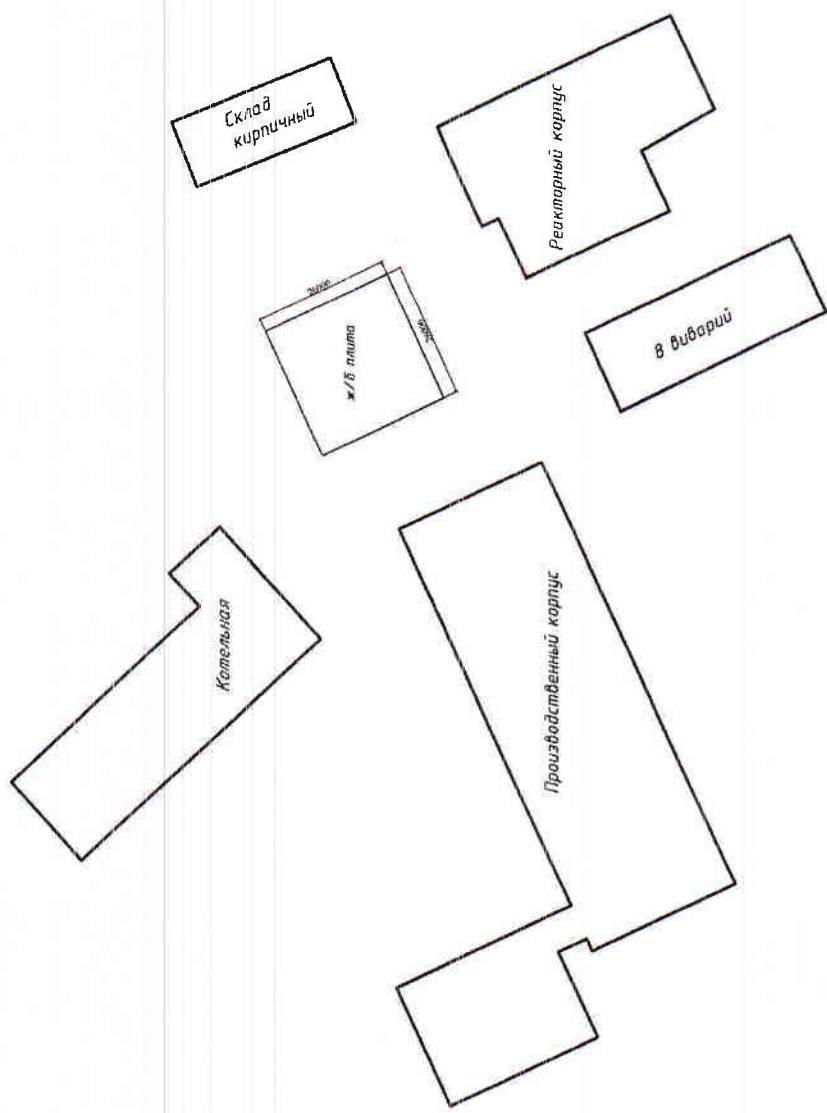 Склад
кирпичный
Реакторный корпус
ж/б плита
8 виварий
Котельная
Производственный корпус